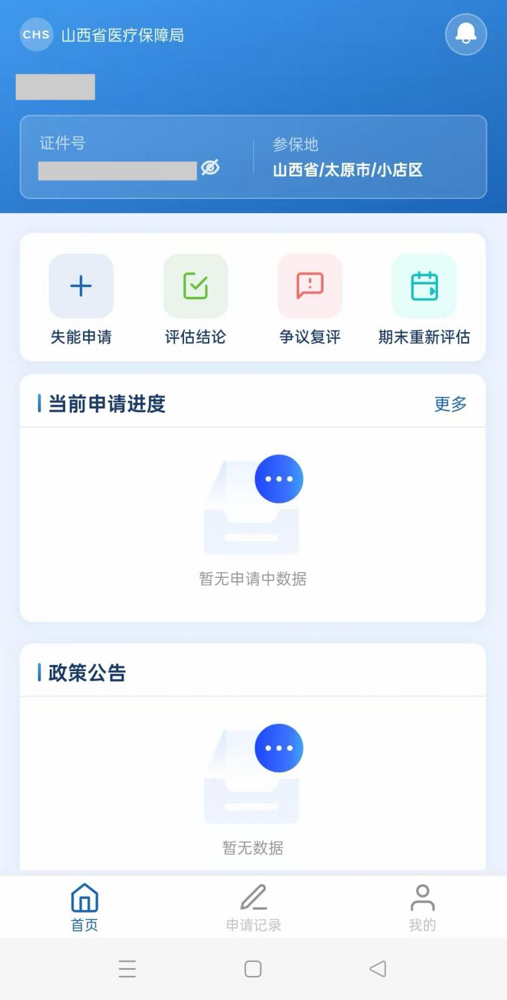 CHS 山西省医疗保障局
证件号
参保地
山西省/太原市/小店区
失能申请
评估结论
争议复评
期末重新评估
当前申请进度
更多
暂无申请中数据
政策公告
暂无数据
首页
申请记录
我的